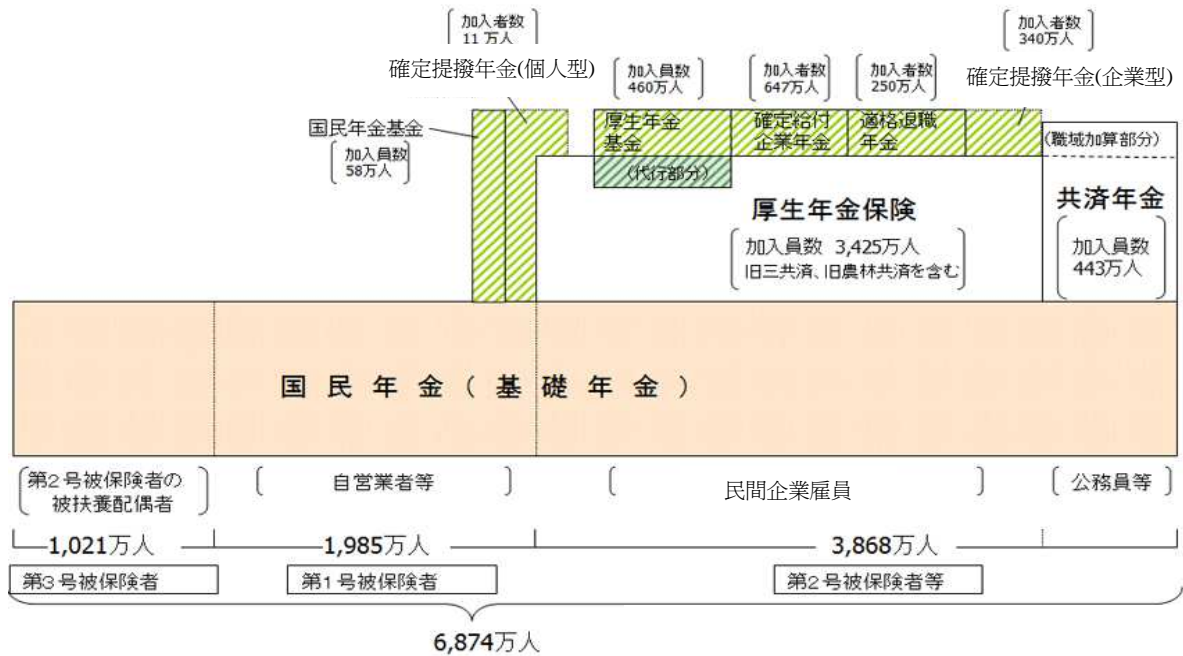 加入者数
11万人
確定提撥年金(個人型)
加入員数
460万人
加入者数
647万人
加入者数
250万人
加入者数
340万人
確定提撥年金(企業型)
国民年金基金
加入員数
58万人
厚生年金
基金
(代行部分)
確定給付
企業年金
適格退職
年金
(職域加算部分)
厚生年金保険
加入員数 3,425万人
旧三共済、旧農林共済を含む
共済年金
加入員数
443万人
国民年金(基礎年金)
第2号被保険者の
被扶養配偶者
自営業者等
民間企業雇員
公務員等
1,021万人
1,985万人
3,868万人
第3号被保険者
第1号被保険者
第2号被保険者等
6,874万人